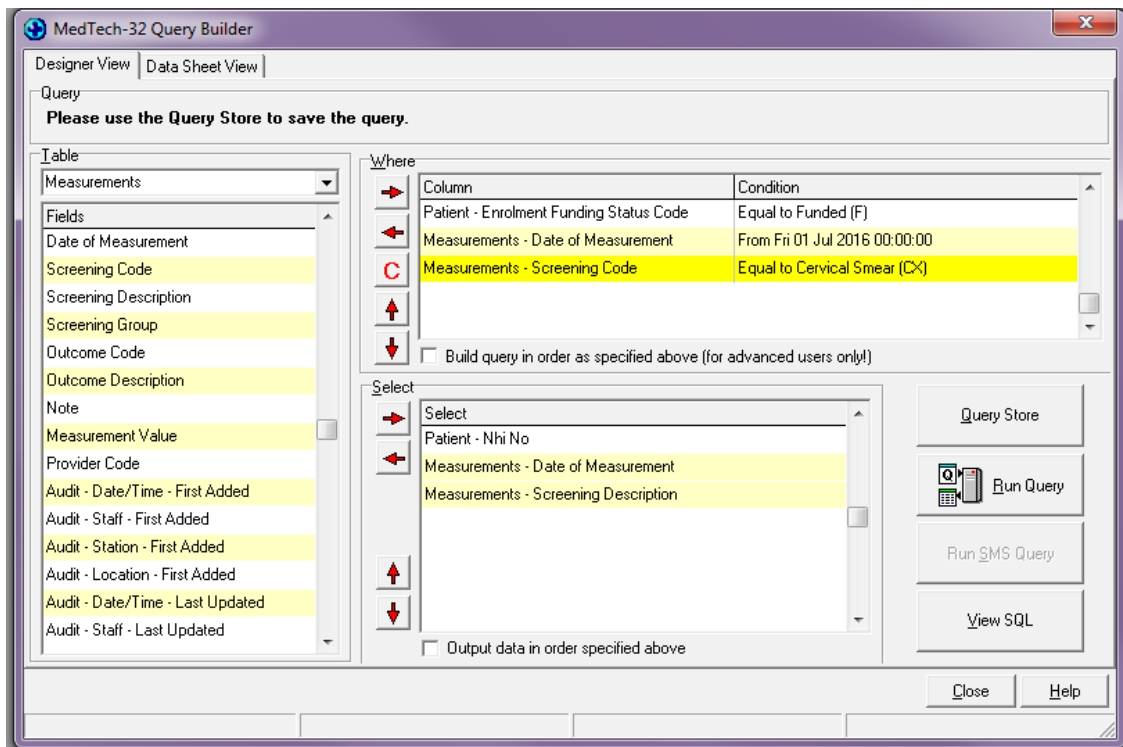 MedTech-32 Query Builder
x
Designer View Data Sheet View
Query
Please use the Query Store to save the query.
Table
Measurements
Fields
Date of Measurement
Screening Code
Screening Description
Screening Group
Outcome Code
Outcome Description
Note
Measurement Value
Provider Code
Audit - Date/Time - First Added
Audit - Staff - First Added
Audit - Station - First Added
Audit - Location - First Added
Audit - Date/Time - Last Updated
Audit - Staff - Last Updated
Where
C
Column Condition
Patient - Enrolment Funding Status Code Equal to Funded (F)
Measurements - Date of Measurement From Fri 01 Jul 2016 00:00:00
Measurements - Screening Code Equal to Cervical Smear (CX)
Build query in order as specified above (for advanced users only!)
Select
Select
Patient - Nhi No
Measurements - Date of Measurement
Measurements - Screening Description
Output data in order specified above
Query Store
Q
Run Query
Run SMS Query
View SQL
Close Help